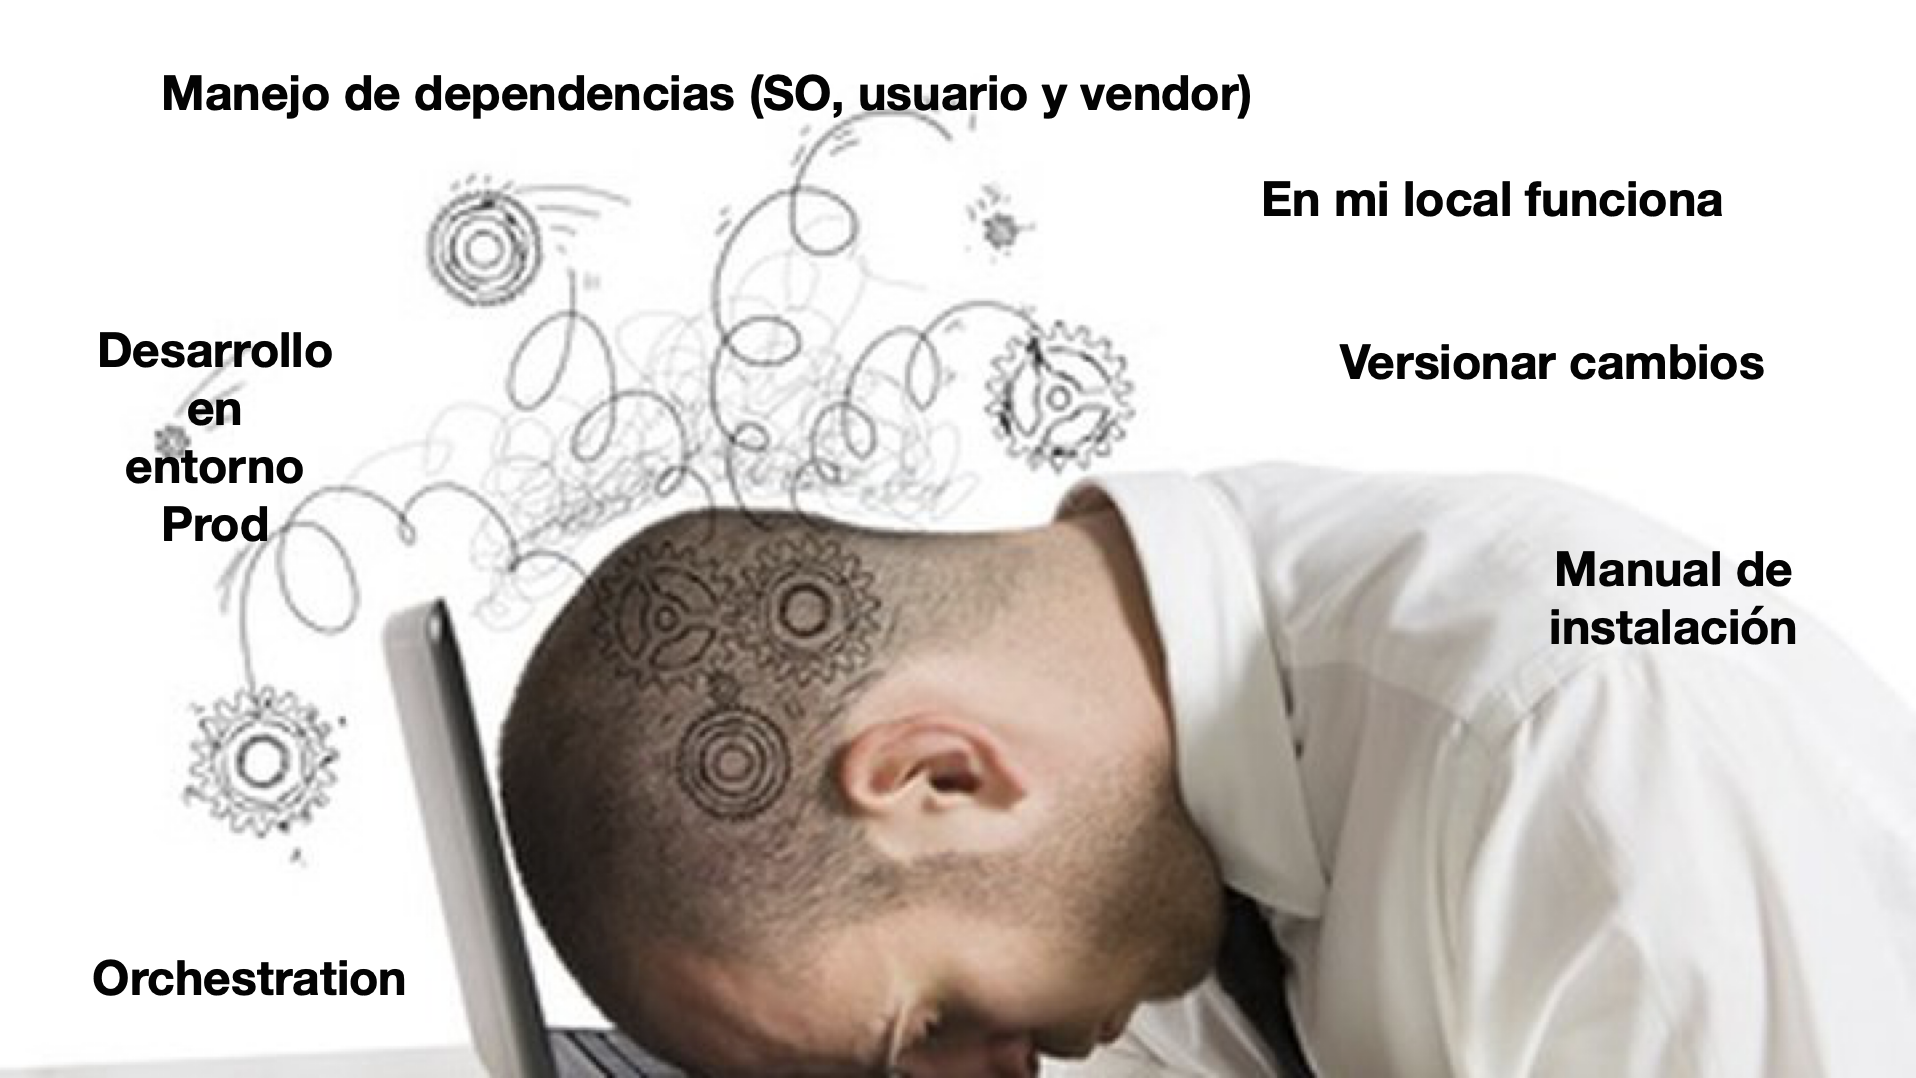 Manejo de dependencias (SO, usuario y vendor)
En mi local funciona
Desarrollo
en
entorno
Prod
Versionar cambios
Manual de
instalación
Orchestration